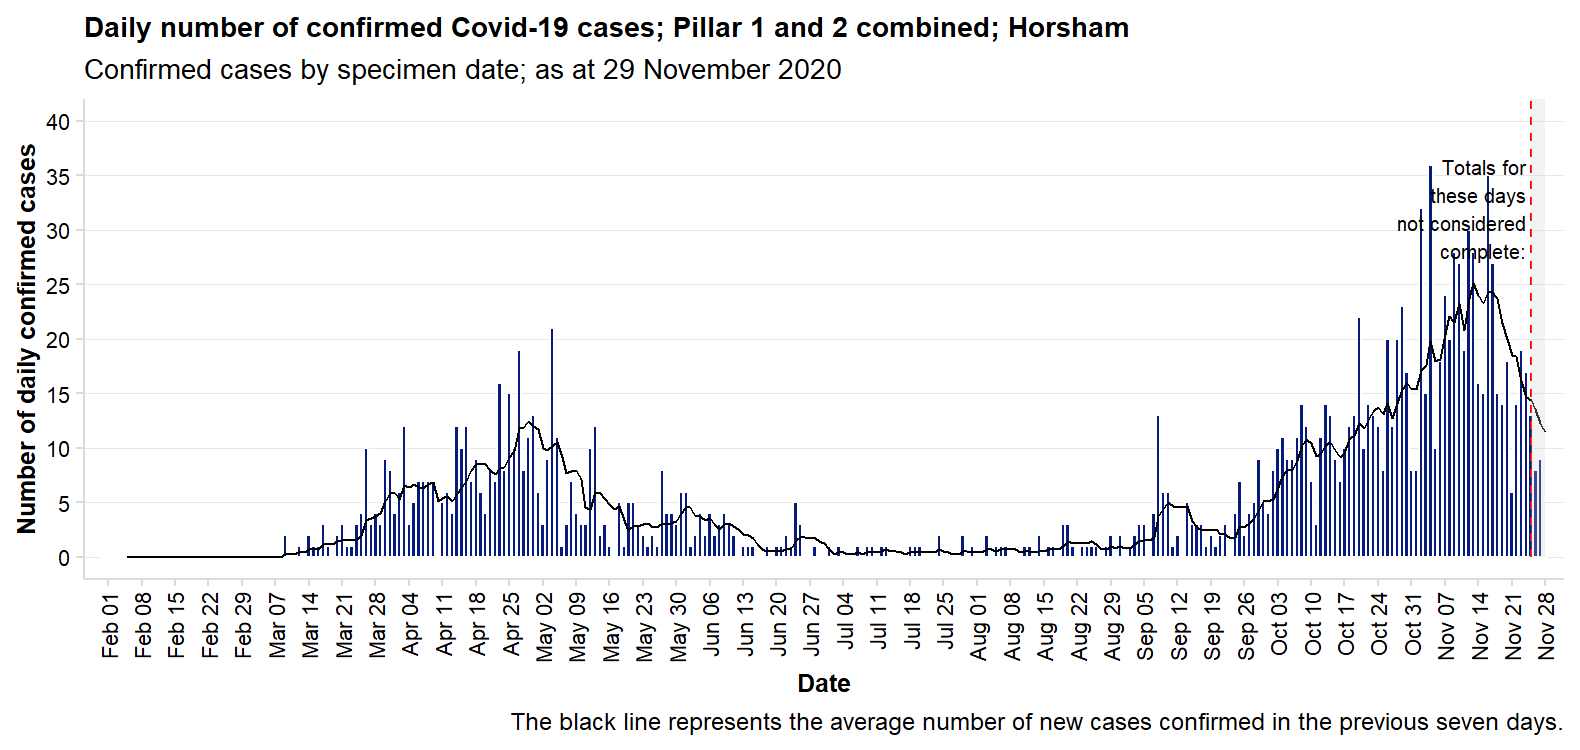 Daily number of confirmed Covid-19 cases; Pillar 1 and 2 combined; Horsham
Confirmed cases by specimen date; as at 29 November 2020
Number of daily confirmed cases
40
35
30
25
20
15
10
5
0
Totals for
these days
not considered
complete:
Feb 01
Feb 08
Feb 15
Feb 22
Feb 29
Mar 07
Mar 14
Mar 21
Mar 28
Apr 04
Apr 11
Apr 18
Apr 25
May 02
May 09
May 16
May 23
May 30
Jun 06
Jun 13
Jun 20
Jun 27
Jul 04
Jul 11
Jul 18
Jul 25
Aug 01
Aug 08
Aug 15
Aug 22
Aug 29
Sep 05
Sep 12
Sep 19
Sep 26
Oct 03
Oct 10
Oct 17
Oct 24
Oct 31
Nov 07
Nov 14
Nov 21
Nov 28
Date
The black line represents the average number of new cases confirmed in the previous seven days.